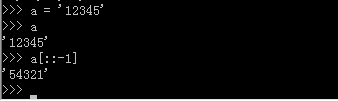 >>> a = '12345'
>>> a
'12345'
>>> a[::-1]
'54321'
>>>